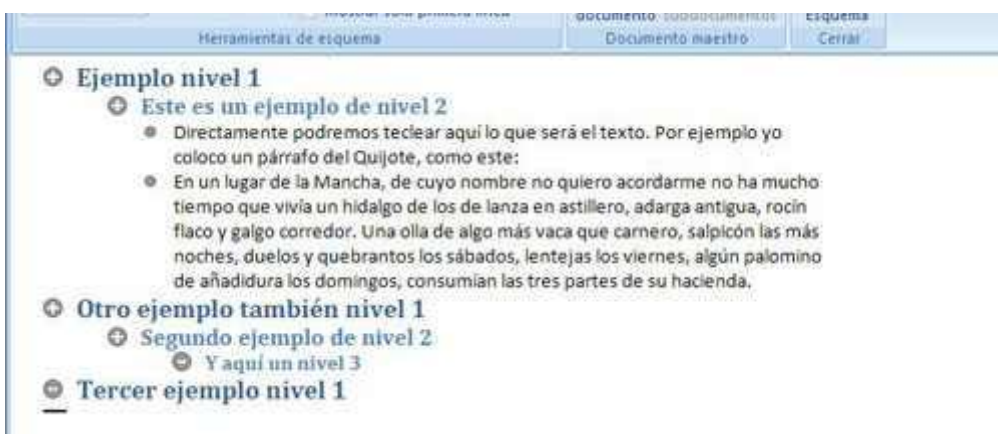 Mostrar solo primera línea
documento subdocumentos
Esquema
Herramientas de esquema
Documento maestro
Cerrar
Ejemplo nivel 1
Este es un ejemplo de nivel 2
Directamente podremos teclear aquí lo que será el texto. Por ejemplo yo
coloco un párrafo del Quijote, como este:
En un lugar de la Mancha, de cuyo nombre no quiero acordarme no ha mucho
tiempo que vivía un hidalgo de los de lanza en astillero, adarga antigua, rocín
flaco y galgo corredor. Una olla de algo más vaca que carnero, salpicón las más
noches, duelos y quebrantos los sábados, lentejas los viernes, algún palomino
de añadidura los domingos, consumían las tres partes de su hacienda.
Otro ejemplo también nivel 1
Segundo ejemplo de nivel 2
Y aquí un nivel 3
Tercer ejemplo nivel 1